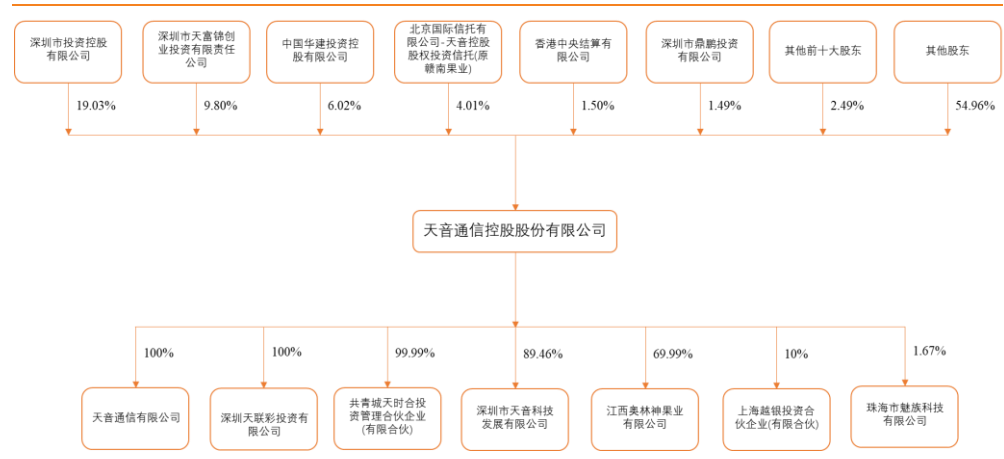 深圳市投资控股
有限公司
深圳市天富锦创
业投资有限责任
公司
中国华建投资控
股有限公司
北京国际信托有
限公司-天音控股
股权投资信托(原
赣南果业)
香港中央结算有
限公司
深圳市鼎鹏投资
有限公司
其他前十大股东
其他股东
19.03%
9.80%
6.02%
4.01%
1.50%
1.49%
2.49%
54.96%
天音通信控股股份有限公司
100%
100%
99.99%
89.46%
69.99%
10%
1.67%
天音通信有限公司
深圳天联彩投资有
限公司
共青城天时合投
资管理合伙企业
(有限合伙)
深圳市天音科技
发展有限公司
江西奥林神果业
有限公司
上海越银投资合
伙企业(有限合伙)
珠海市魅族科技
有限公司